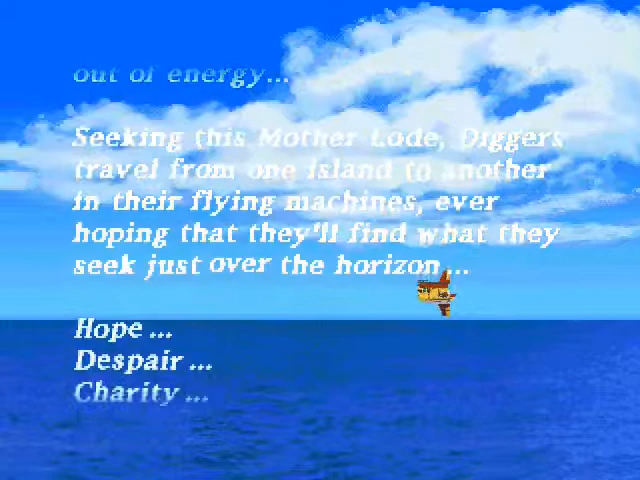 out of energy...
Seeking this Mother Lode, Diggers
travel from one island to another
in their flying machines, ever
hoping that they'll find what they
seek just over the horizon...
Hope...
Despair...
Charity...